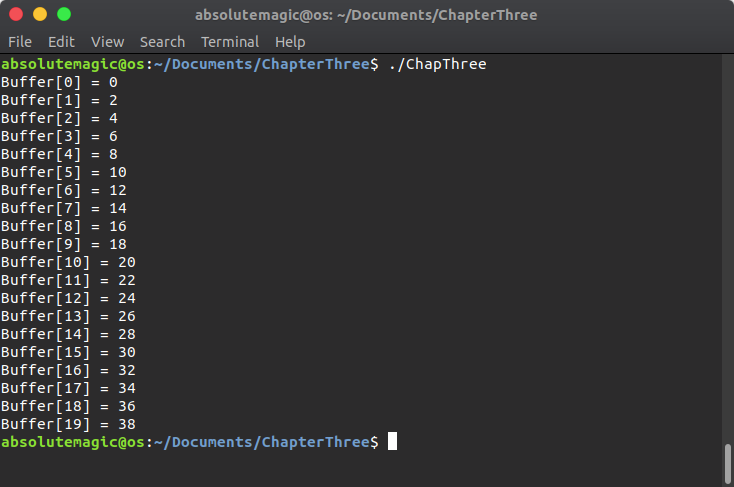 absolutemagic@os: ~/Documents/ChapterThree
File Edit View Search Terminal Help
absolutemagic@os:~/Documents/ChapterThree$ ./ChapThree
Buffer[0] = 0
Buffer[1] = 2
Buffer[2] = 4
Buffer[3] = 6
Buffer[4] = 8
Buffer[5] = 10
Buffer[6] = 12
Buffer[7] = 14
Buffer[8] = 16
Buffer[9] = 18
Buffer[10] = 20
Buffer[11] = 22
Buffer[12] = 24
Buffer[13] = 26
Buffer[14] = 28
Buffer[15] = 30
Buffer[16] = 32
Buffer[17] = 34
Buffer[18] = 36
Buffer[19] = 38
absolutemagic@os:~/Documents/ChapterThree$